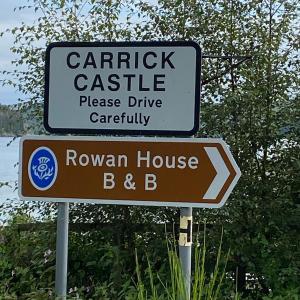 CARRICK
CASTLE
Please Drive
Carefully
Rowan House
B & B